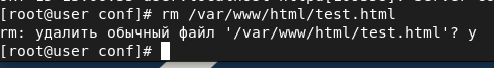 [root@user conf]# rm /var/www/html/test.html
rm: удалить обычный файл '/var/www/html/test.html'? y
[root@user conf]#